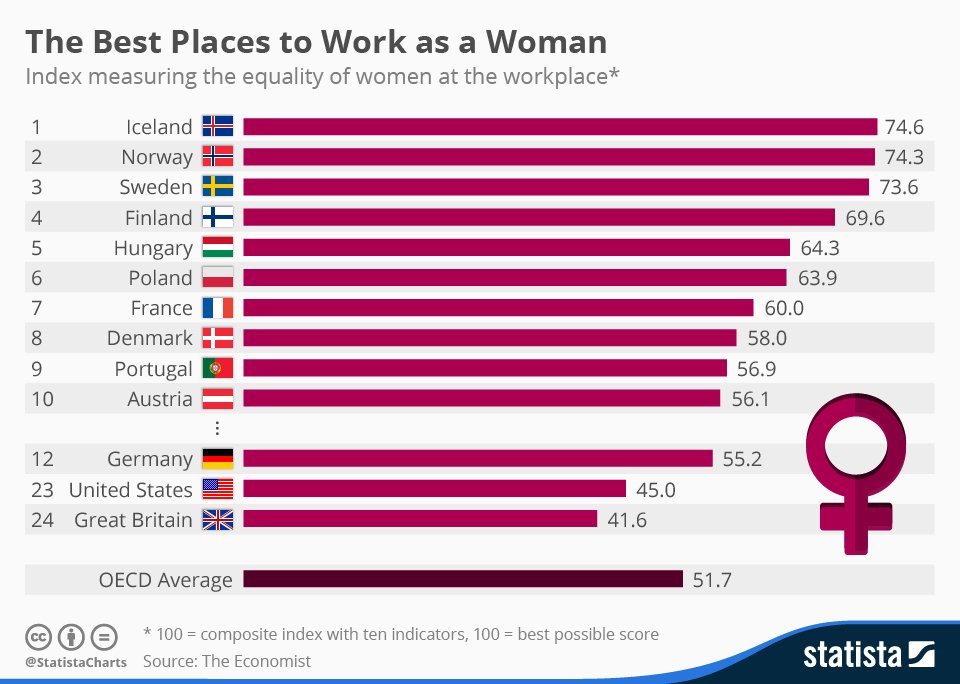 The Best Places to Work as a Woman
Index measuring the equality of women at the workplace*
1 Iceland 74.6
2 Norway 74.3
3 Sweden 73.6
4 Finland 69.6
5 Hungary 64.3
6 Poland 63.9
7 France 60.0
8 Denmark 58.0
9 Portugal 56.9
10 Austria 56.1
⋮
12 Germany 55.2
23 United States 45.0
24 Great Britain 41.6
OECD Average 51.7
cc
@StatistaCharts
* 100 = composite index with ten indicators, 100 = best possible score
Source: The Economist
statista